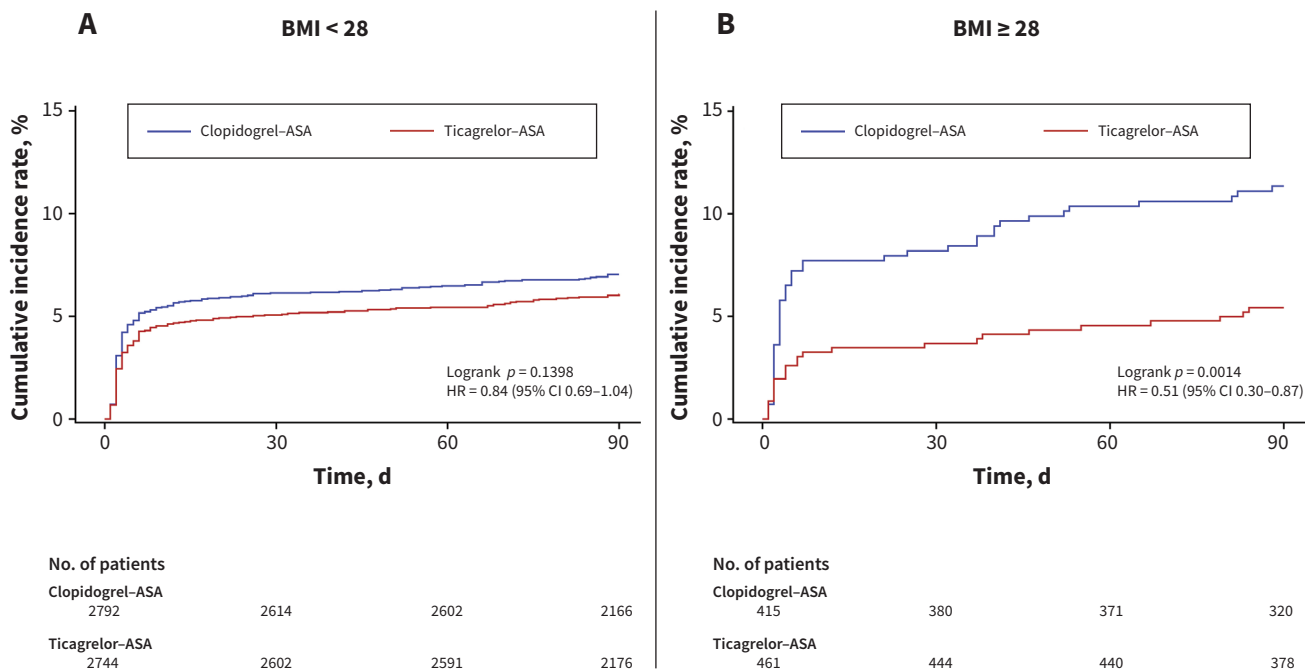 A
BMI < 28
Cumulative incidence rate, %
15
10
5
0
Clopidogrel–ASA
Ticagrelor–ASA
Logrank p = 0.1398
HR = 0.84 (95% CI 0.69–1.04)
0 30 60 90
Time, d
No. of patients
Clopidogrel–ASA
2792 2614 2602 2166
Ticagrelor–ASA
2744 2602 2591 2176
B
BMI ≥ 28
Cumulative incidence rate, %
15
10
5
0
Clopidogrel–ASA
Ticagrelor–ASA
Logrank p = 0.0014
HR = 0.51 (95% CI 0.30–0.87)
0 30 60 90
Time, d
No. of patients
Clopidogrel–ASA
415 380 371 320
Ticagrelor–ASA
461 444 440 378